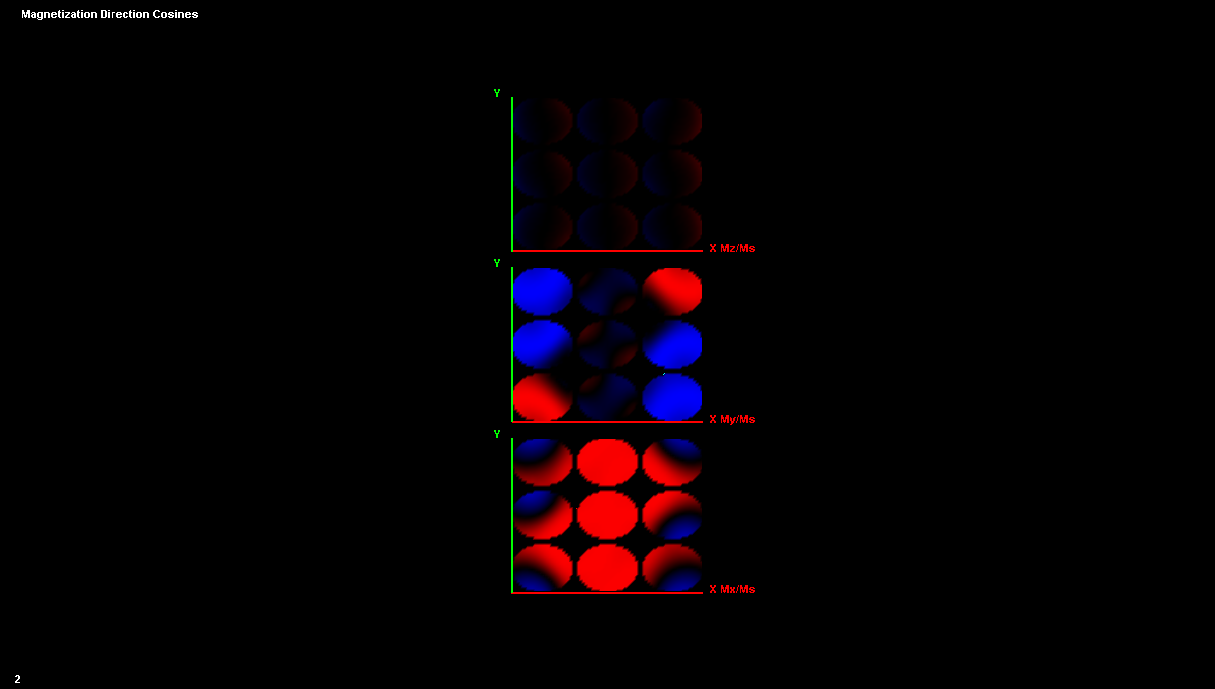 Magnetization Direction Cosines
Y
X Mz/Ms
Y
X My/Ms
Y
X Mx/Ms
2